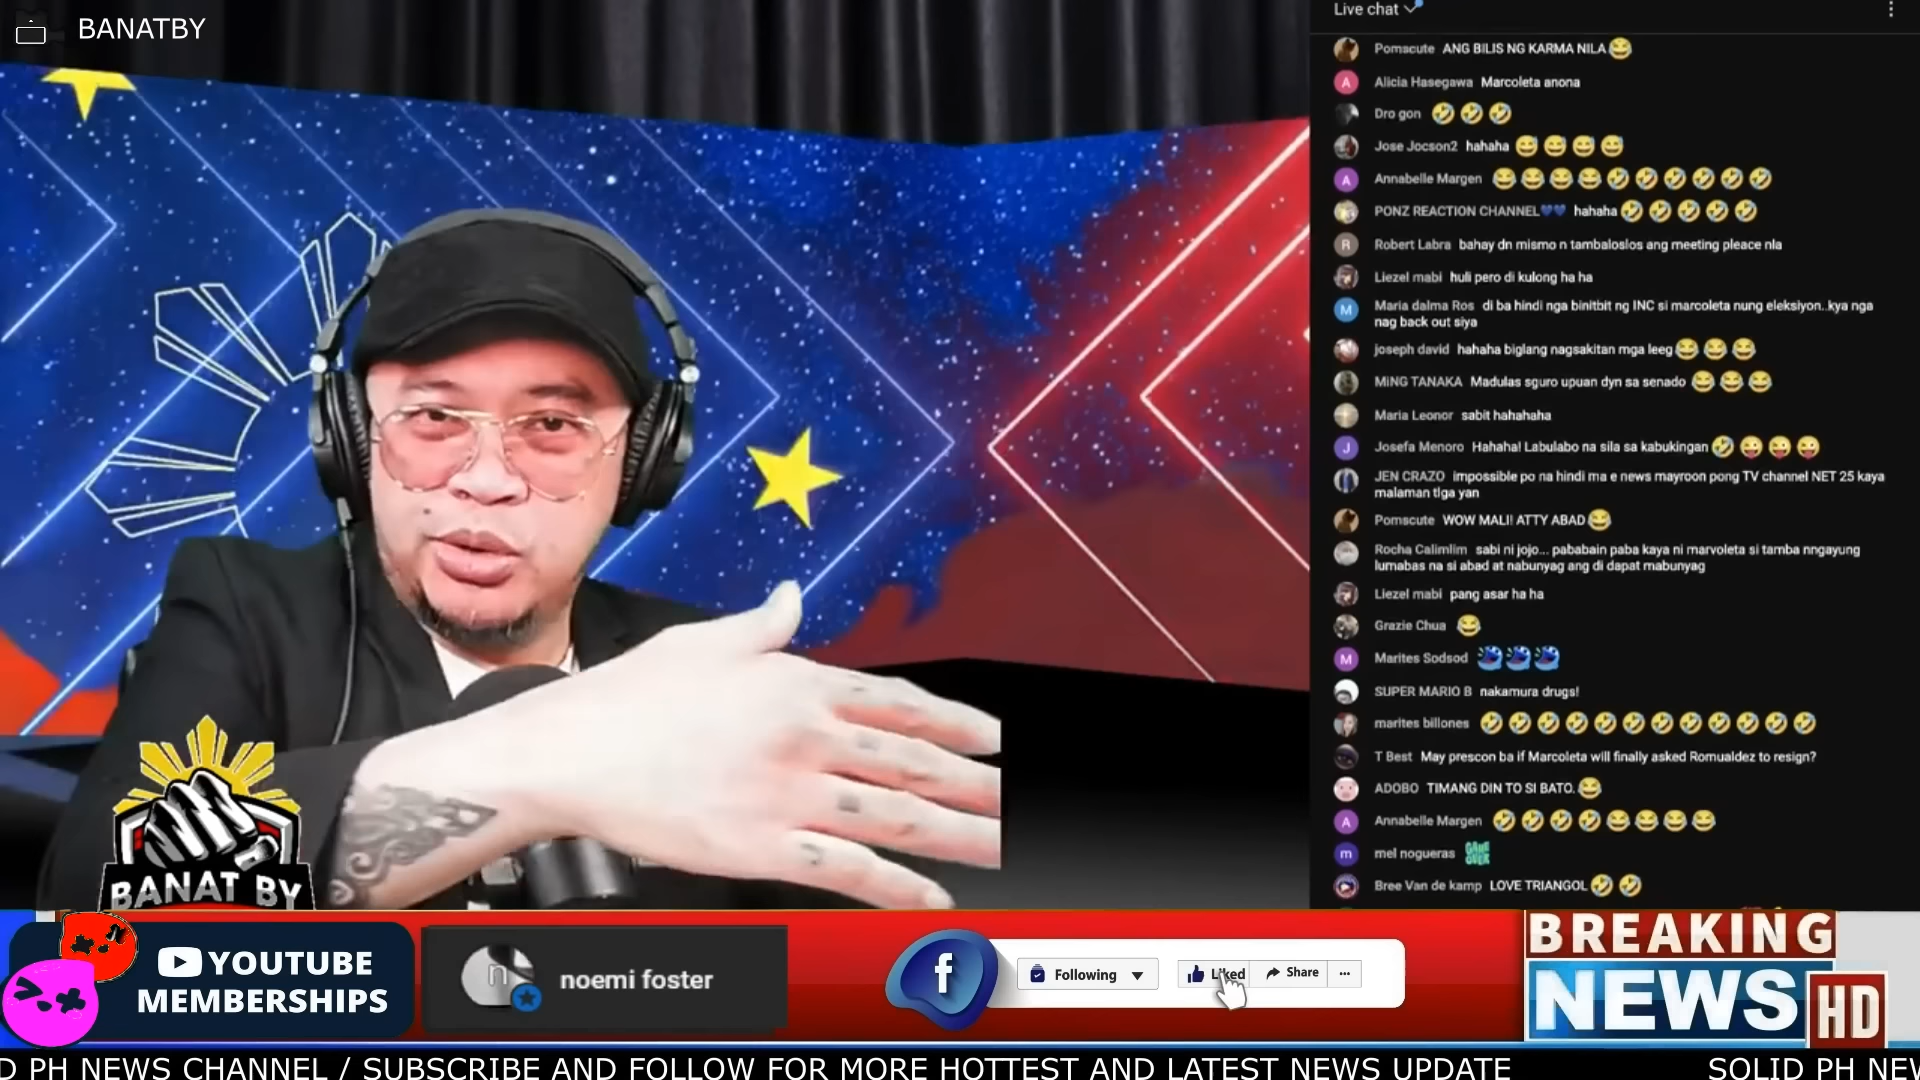 BANATBY
Live chat
Pomscute ANG BILIS NG KARMA NILA
Alicia Hasegawa Marcoleta anona
Dro gon
Jose Jocson2 hahaha
Annabelle Margen
PONZ REACTION CHANNEL hahaha
Robert Labra bahay dn mismo n tambaloslos ang meeting pleace nla
Liezel mabi huli pero di kulong ha ha
Maria dalma Ros di ba hindi nga binitbit ng INC si marcoleta nung eleksiyon..kya nga
nag back out siya
joseph david hahaha biglang nagsakitan mga leeg
MiNG TANAKA Madulas sguro upuan dyn sa senado
Maria Leonor sabit hahahaha
Josefa Menoro Hahaha! Labulabo na sila sa kabukingan
JEN CRAZO impossible po na hindi ma e news mayroon pong TV channel NET 25 kaya
malaman tlga yan
Pomscute WOW MALI! ATTY ABAD
Rocha Calimlim sabi ni jojo... pababain paba kaya ni marvoleta si tamba nngayung
lumabas na si abad at nabunyag ang di dapat mabunyag
Liezel mabi pang asar ha ha
Grazie Chua
Marites Sodsod
SUPER MARIO B nakamura drugs!
marites billones
T Best May prescon ba if Marcoleta will finally asked Romualdez to resign?
ADOBO TIMANG DIN TO SI BATO.
Annabelle Margen
mel nogueras GAME OVER
Bree Van de kamp LOVE TRIANGOL
BANAT BY
YOUTUBE
MEMBERSHIPS
n
noemi foster
f
Following
Liked
Share
BREAKING
NEWS HD
D PH NEWS CHANNEL / SUBSCRIBE AND FOLLOW FOR MORE HOTTEST AND LATEST NEWS UPDATE SOLID PH NEW